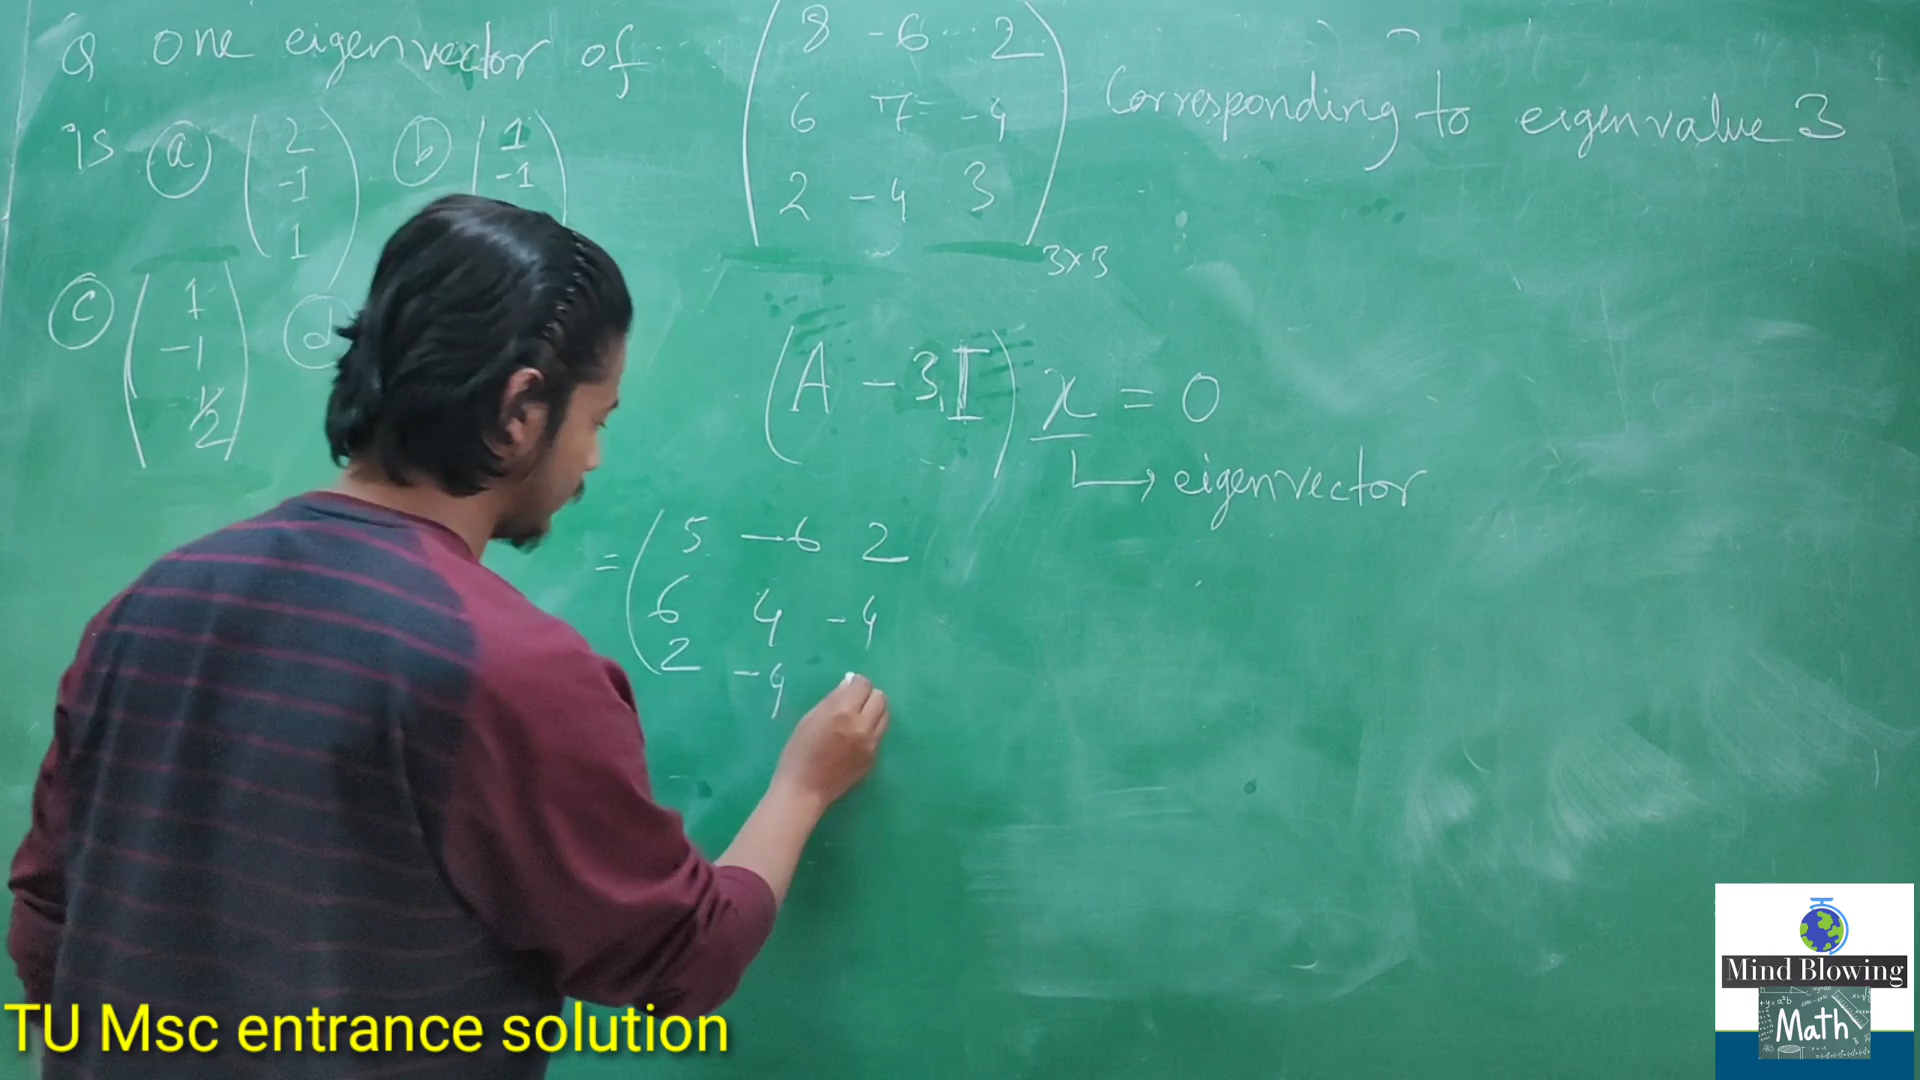 Q one eigenvector of
8 -6 2
6 7 -4
2 -4 3
3×3
Corresponding to eigenvalue 3
is (a) 2 -1 1 (b) 1 -1
(c) 1 -1 1/2 (d)
(A - 3I) x = 0
↳ eigenvector
= 5 -6 2
6 4 -4
2 -4
TU Msc entrance solution
Mind Blowing
Math